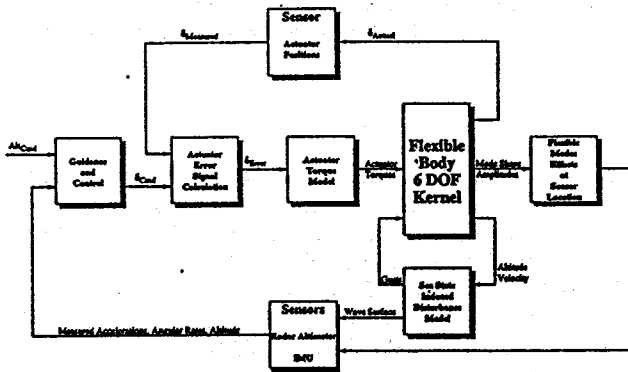 Sensor
Actuator
Positions
δMeasured
δActual
AltCmd
Guidance
and
Control
δCmd
Actuator
Error
Signal
Calculation
δError
Actuator
Torque
Model
Actuator
Torques
Flexible
Body
6 DOF
Kernel
Mode Shape
Amplitudes
Flexible
Modes
Effects
at
Sensor
Location
Gusts
Altitude
Velocity
Sea State
Induced
Disturbance
Model
Wave Surface
Sensors
Radar Altimeter
IMU
Measured Accelerations, Angular Rates, Altitude